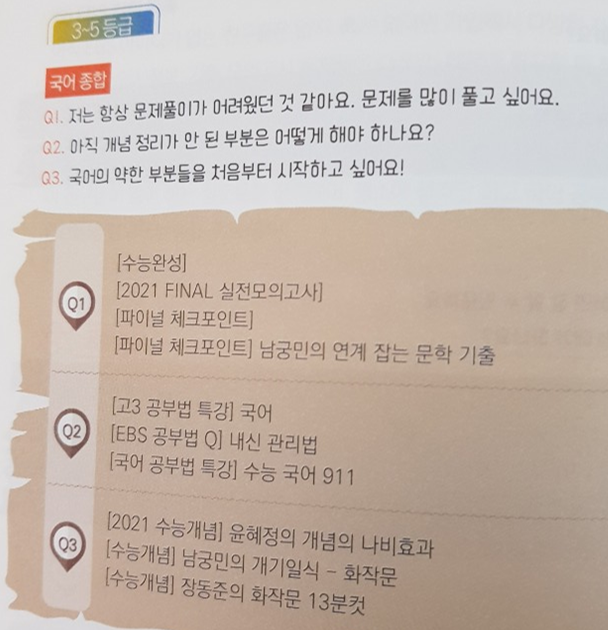 3~5등급
국어 종합
Q1. 저는 항상 문제풀이가 어려웠던 것 같아요. 문제를 많이 풀고 싶어요.
Q2. 아직 개념 정리가 안 된 부분은 어떻게 해야 하나요?
Q3. 국어의 약한 부분들을 처음부터 시작하고 싶어요!
Q1
[수능완성]
[2021 FINAL 실전모의고사]
[파이널 체크포인트]
[파이널 체크포인트] 남궁민의 연계 잡는 문학 기출
Q2
[고3 공부법 특강] 국어
[EBS 공부법 Q] 내신 관리법
[국어 공부법 특강] 수능 국어 911
Q3
[2021 수능개념] 윤혜정의 개념의 나비효과
[수능개념] 남궁민의 개기일식 – 화작문
[수능개념] 장동준의 화작문 13분컷